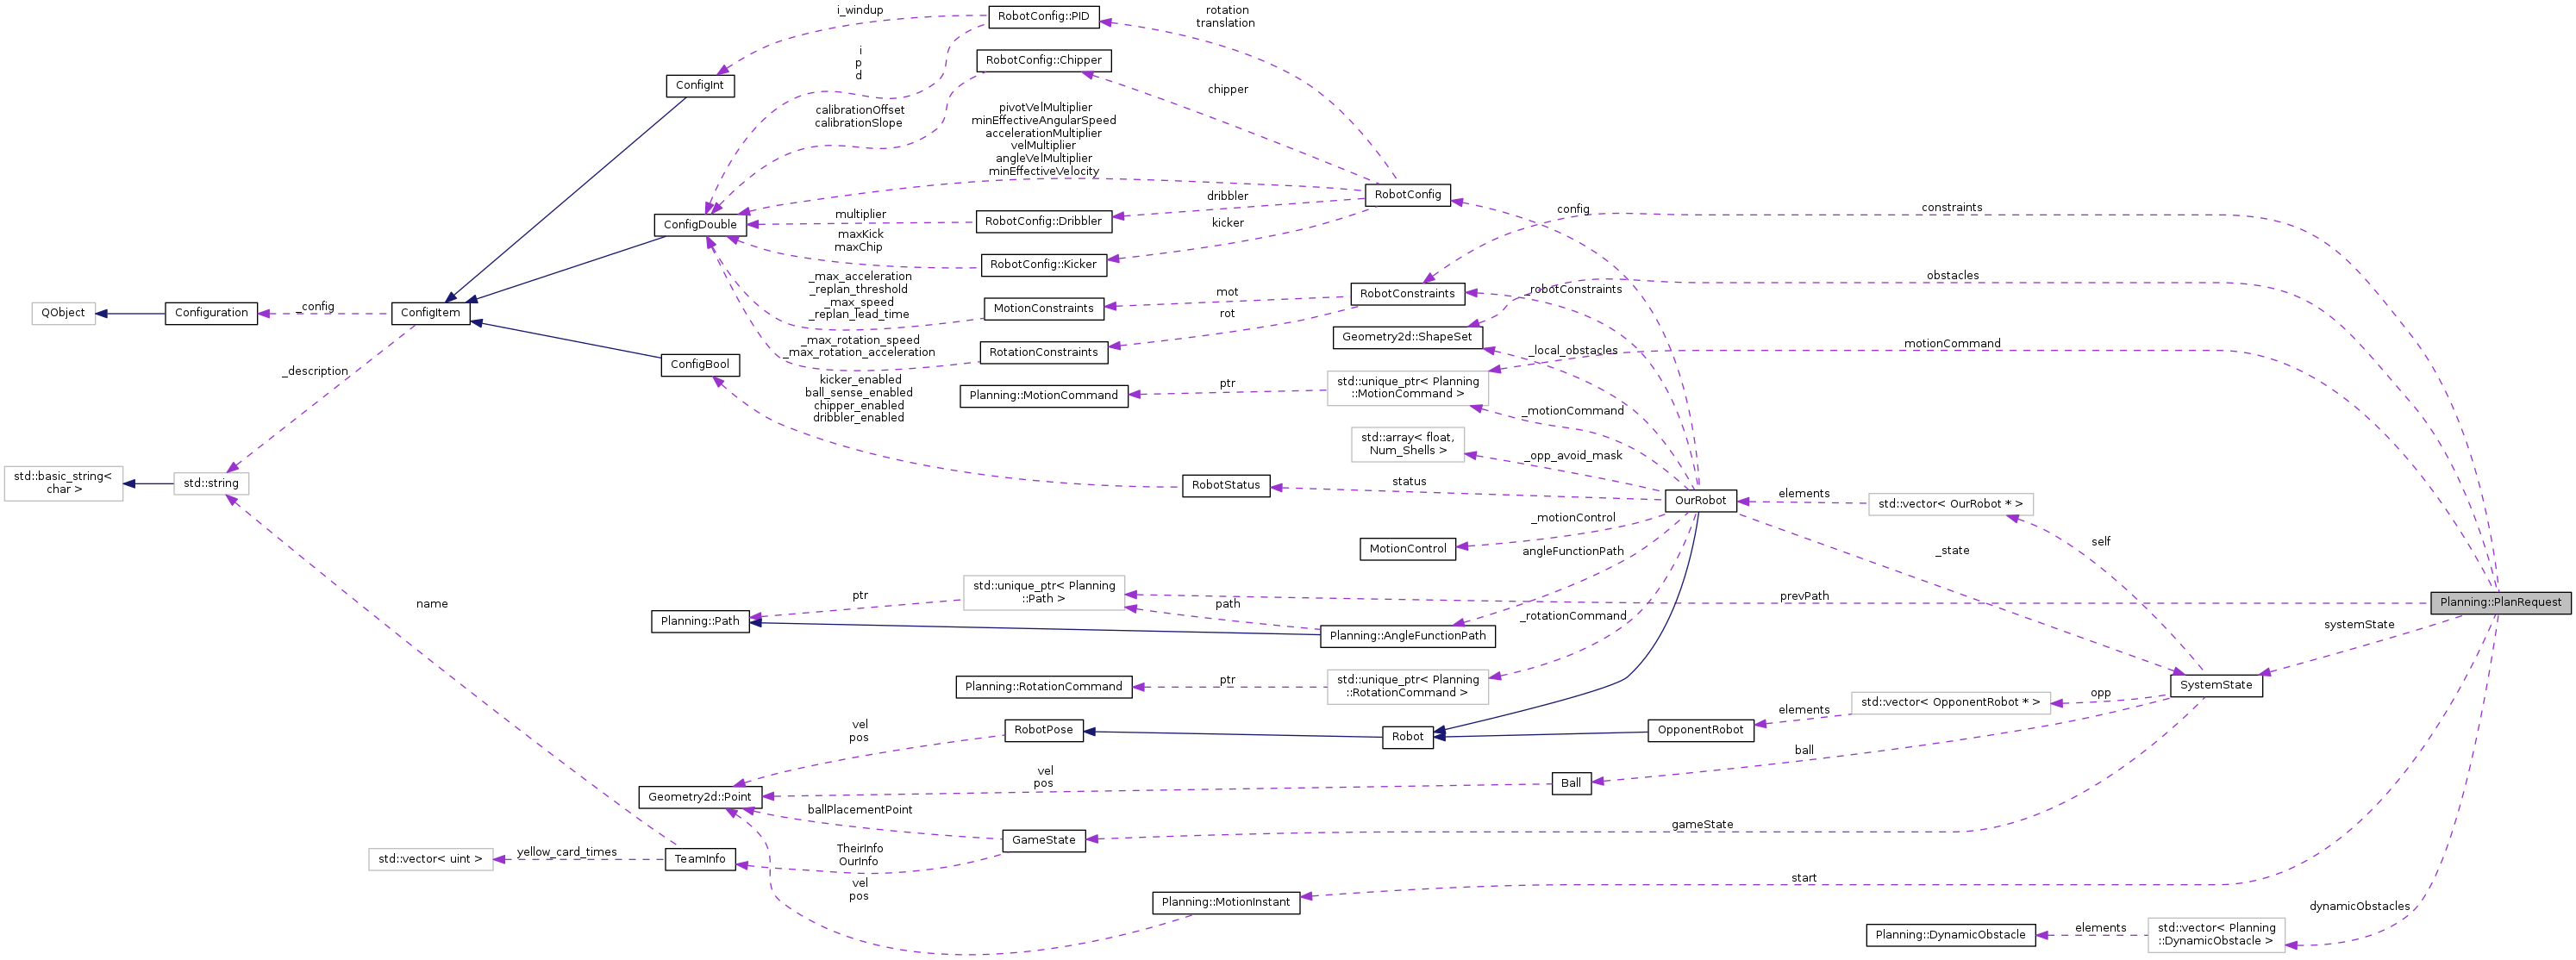 i_windup
RobotConfig::PID
rotation
translation
i
p
d
RobotConfig::Chipper
ConfigInt
chipper
calibrationOffset
calibrationSlope
pivotVelMultiplier
minEffectiveAngularSpeed
accelerationMultiplier
velMultiplier
angleVelMultiplier
minEffectiveVelocity
RobotConfig
dribbler
config
constraints
multiplier
RobotConfig::Dribbler
ConfigDouble
kicker
maxKick
maxChip
RobotConfig::Kicker
_max_acceleration
_replan_threshold
_max_speed
_replan_lead_time
obstacles
mot
RobotConstraints
_robotConstraints
MotionConstraints
QObject
Configuration
_config
ConfigItem
rot
Geometry2d::ShapeSet
_max_rotation_speed
_max_rotation_acceleration
RotationConstraints
_local_obstacles
motionCommand
ConfigBool
_description
kicker_enabled
ball_sense_enabled
chipper_enabled
dribbler_enabled
Planning::MotionCommand
ptr
std::unique_ptr< Planning
::MotionCommand >
_motionCommand
std::array< float,
Num_Shells >
_opp_avoid_mask
std::basic_string<
char >
std::string
RobotStatus
status
OurRobot
elements
std::vector< OurRobot * >
_motionControl
MotionControl
angleFunctionPath
_state
self
std::unique_ptr< Planning
::Path >
ptr
path
prevPath
Planning::PlanRequest
name
Planning::Path
Planning::AngleFunctionPath
_rotationCommand
systemState
Planning::RotationCommand
ptr
std::unique_ptr< Planning
::RotationCommand >
SystemState
opp
std::vector< OpponentRobot * >
elements
vel
pos
RobotPose
Robot
OpponentRobot
ball
vel
pos
Ball
Geometry2d::Point
ballPlacementPoint
gameState
GameState
TheirInfo
OurInfo
std::vector< uint >
yellow_card_times
TeamInfo
vel
pos
start
Planning::MotionInstant
dynamicObstacles
Planning::DynamicObstacle
elements
std::vector< Planning
::DynamicObstacle >